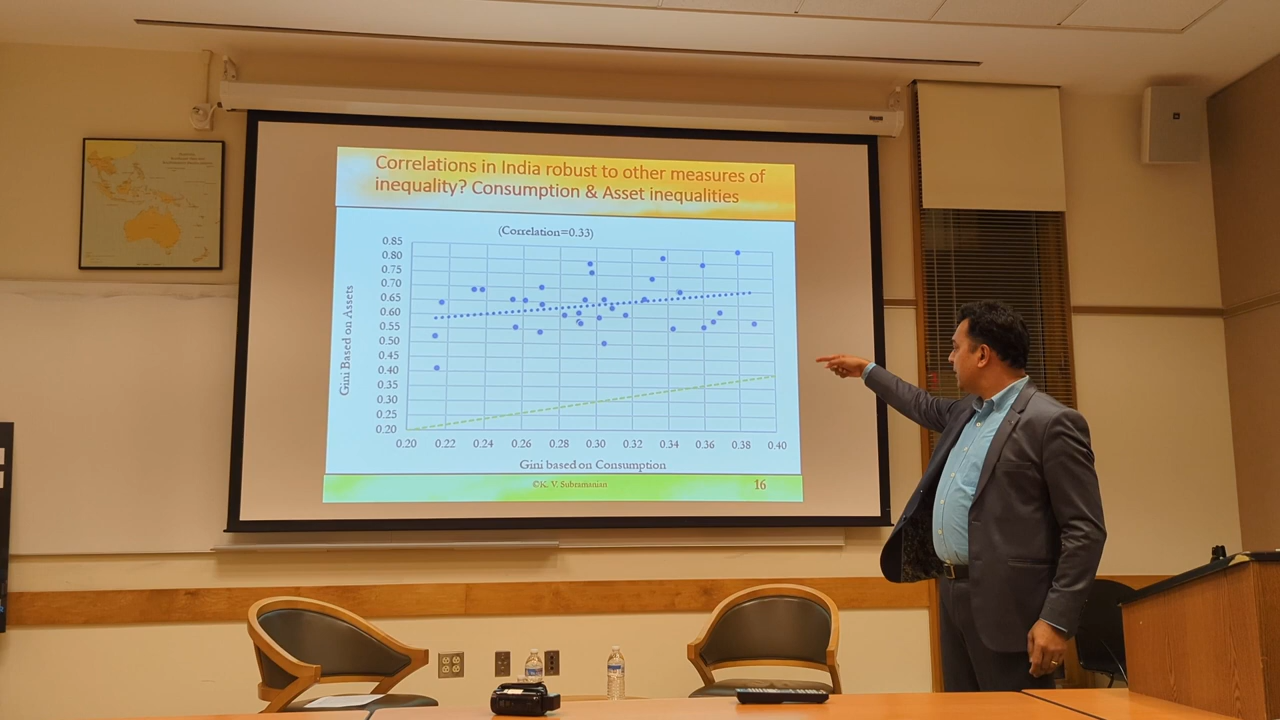 Correlations in India robust to other measures of
inequality? Consumption & Asset inequalities
(Correlation=0.33)
Gini Based on Assets
0.85
0.80
0.75
0.70
0.65
0.60
0.55
0.50
0.45
0.40
0.35
0.30
0.25
0.20
0.20 0.22 0.24 0.26 0.28 0.30 0.32 0.34 0.36 0.38 0.40
Gini based on Consumption
©K. V. Subramanian 16